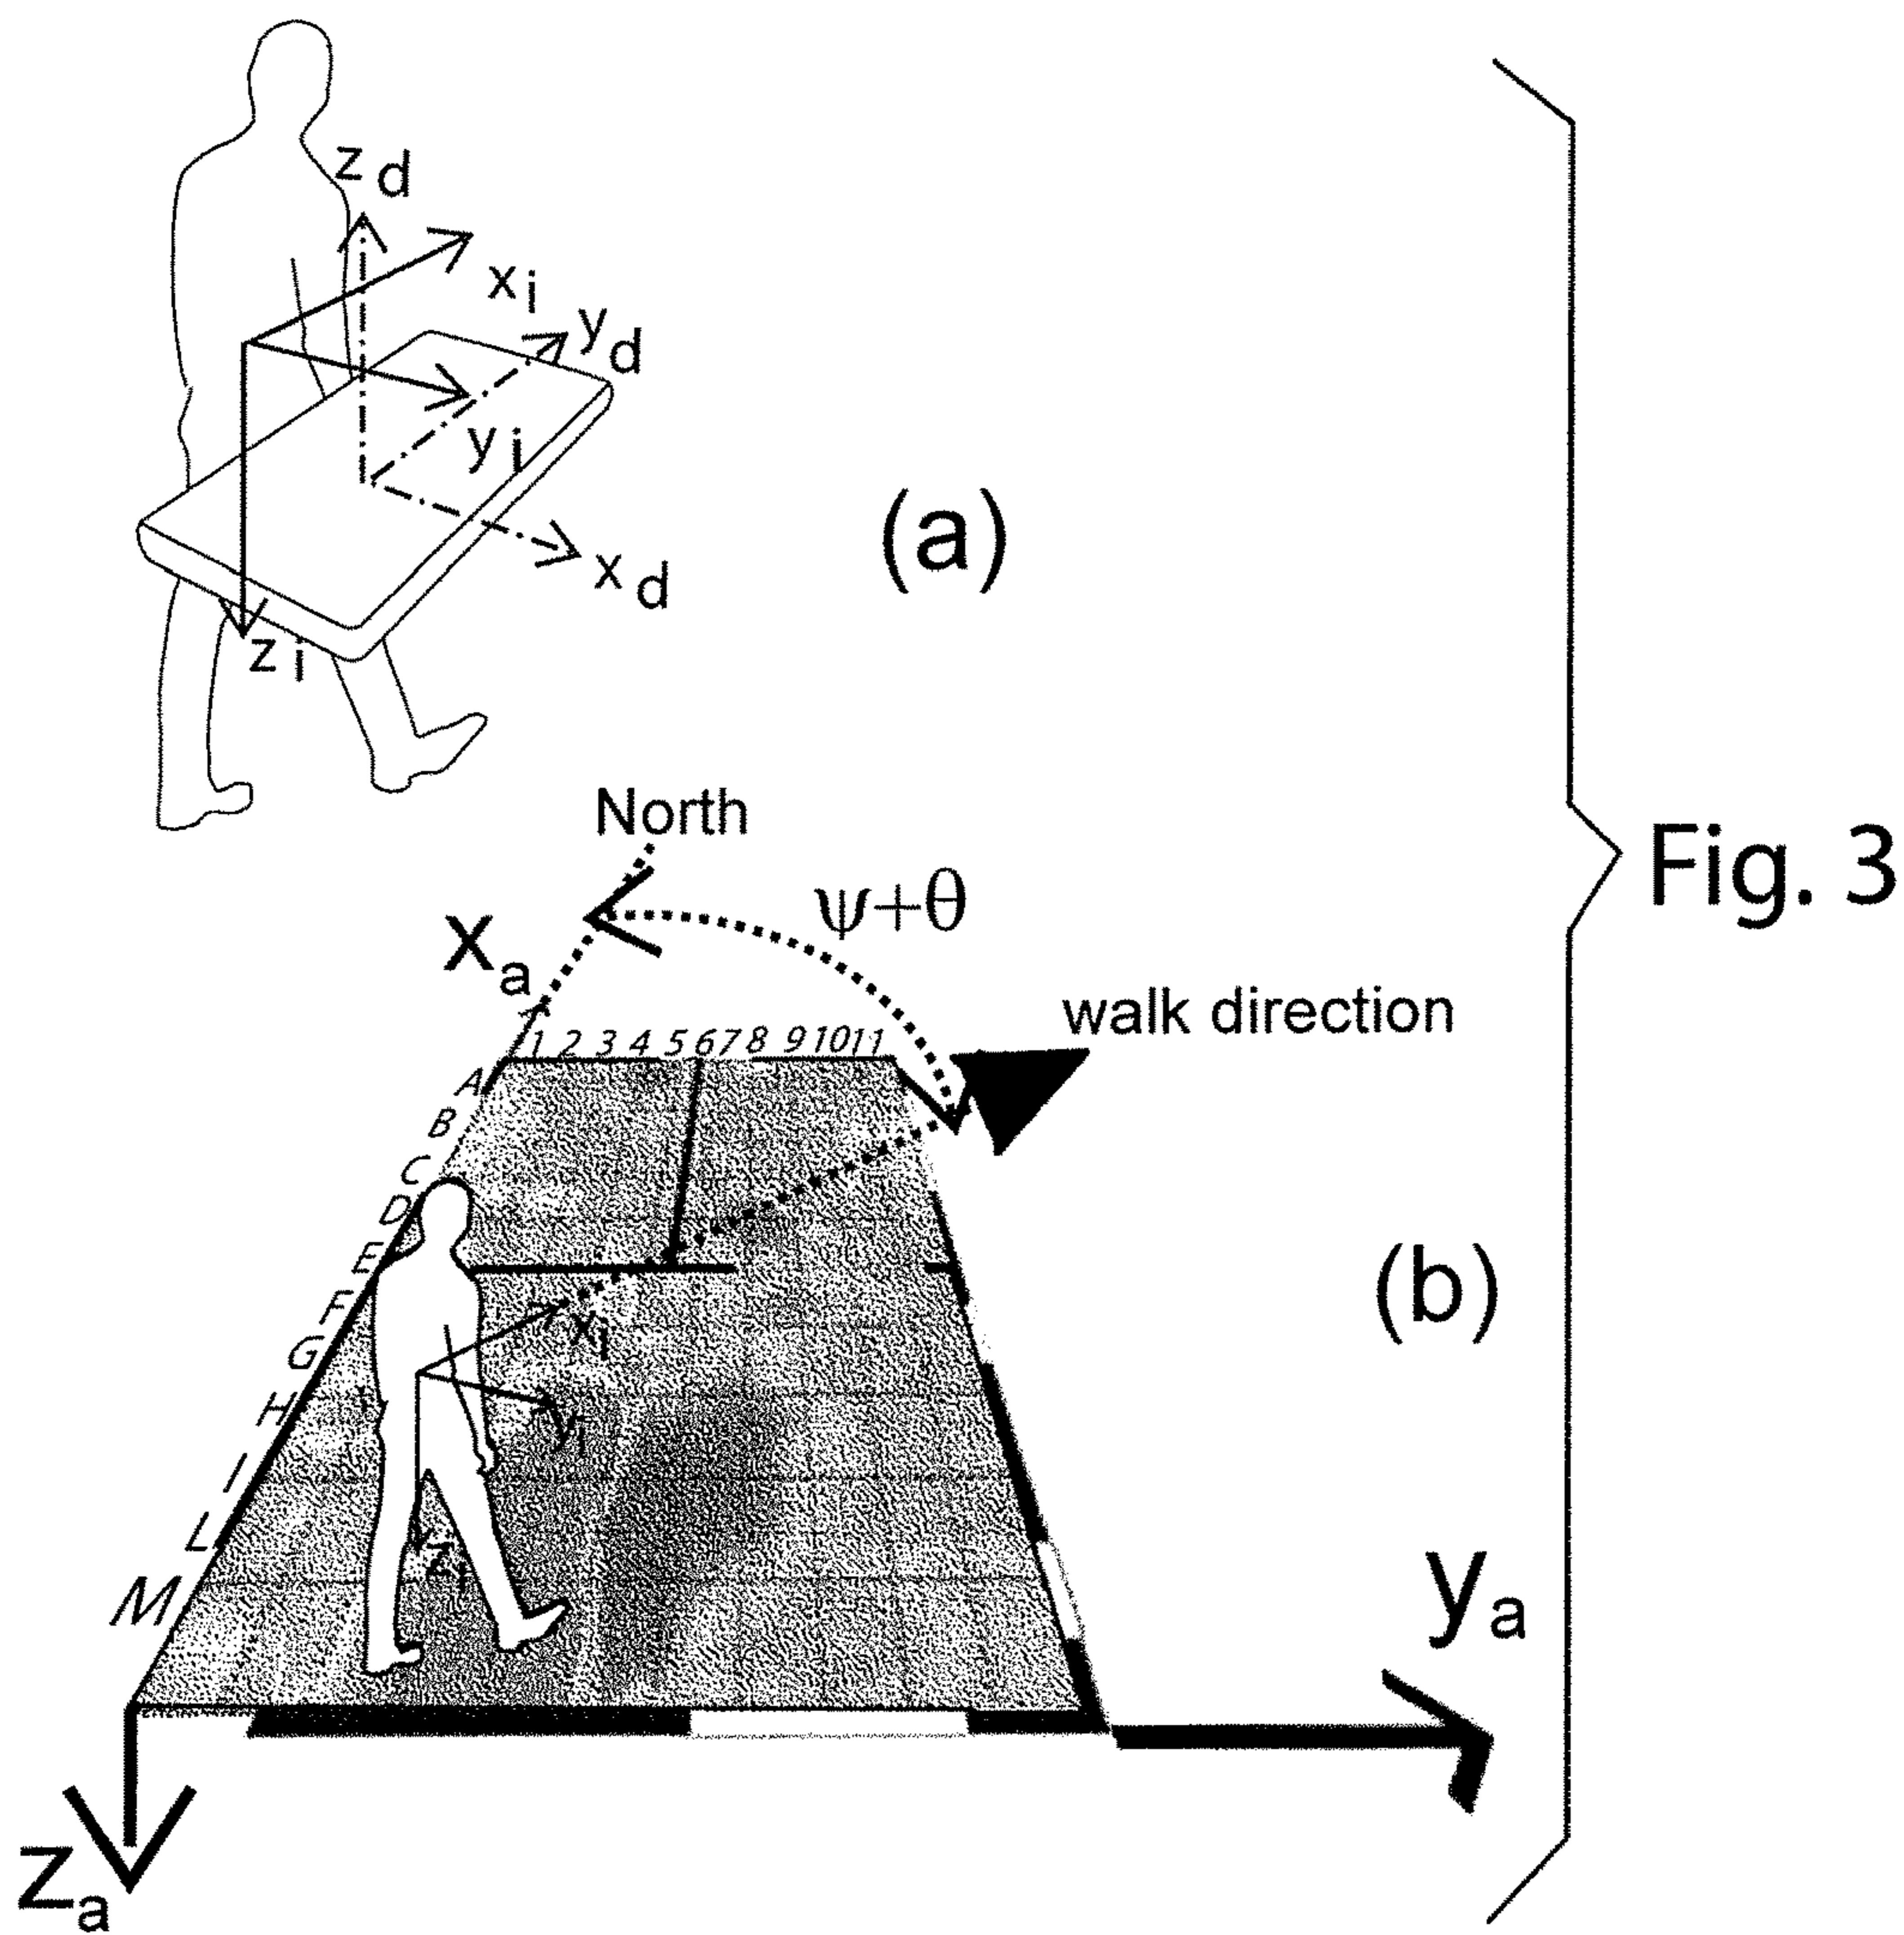 z d
x i
y d
y i
x d
z i
(a)
North
ψ+θ
Fig. 3
x a
walk direction
1 2 3 4 5 6 7 8 9 10 11
A
B
C
D
E
F
G
H
I
L
M
x i
y i
z i
(b)
y a
z a